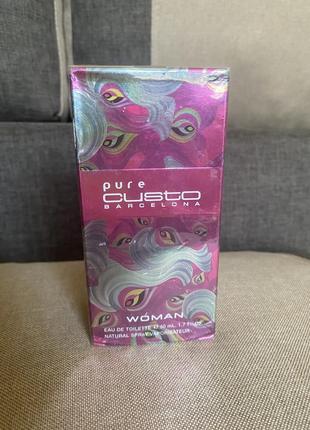 pure
custo
BARCELONA
WOMAN
EAU DE TOILETTE 50 mL. 1.7 Fl.oz.
NATURAL SPRAY/VAPORISATEUR